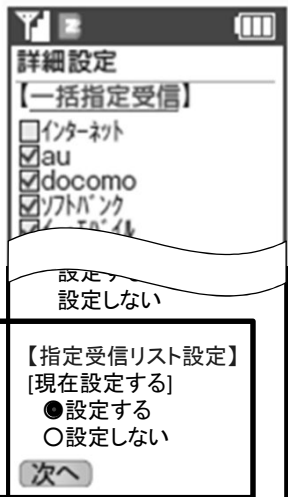 詳細設定
【一括指定受信】
インターネット
au
docomo
ソフトバンク
設定しない
【指定受信リスト設定】
[現在設定する]
設定する
設定しない
次へ